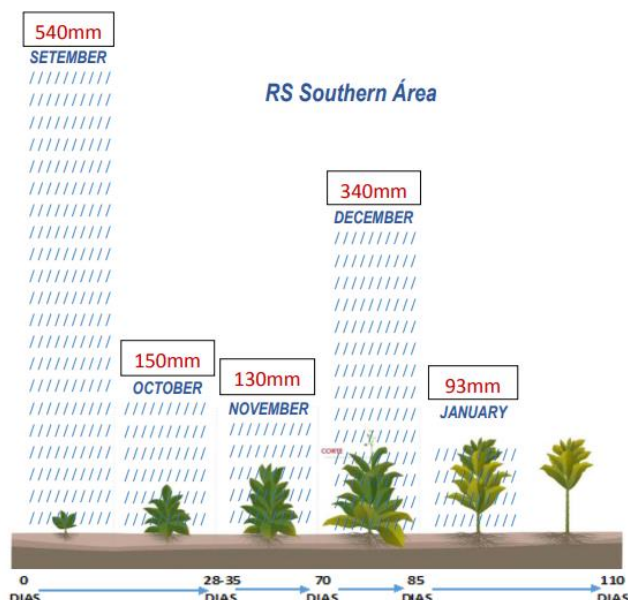 540mm
SETEMBER
RS Southern Área
340mm
DECEMBER
150mm
OCTOBER
130mm
NOVEMBER
93mm
JANUARY
CORTE
0 28-35 70 85 110
DIAS DIAS DIAS DIAS DIAS